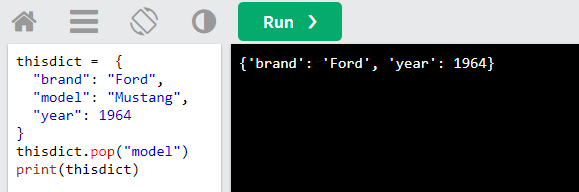 Run ❯
thisdict =  {
  "brand": "Ford",
  "model": "Mustang",
  "year": 1964
}
thisdict.pop("model")
print(thisdict)
{'brand': 'Ford', 'year': 1964}